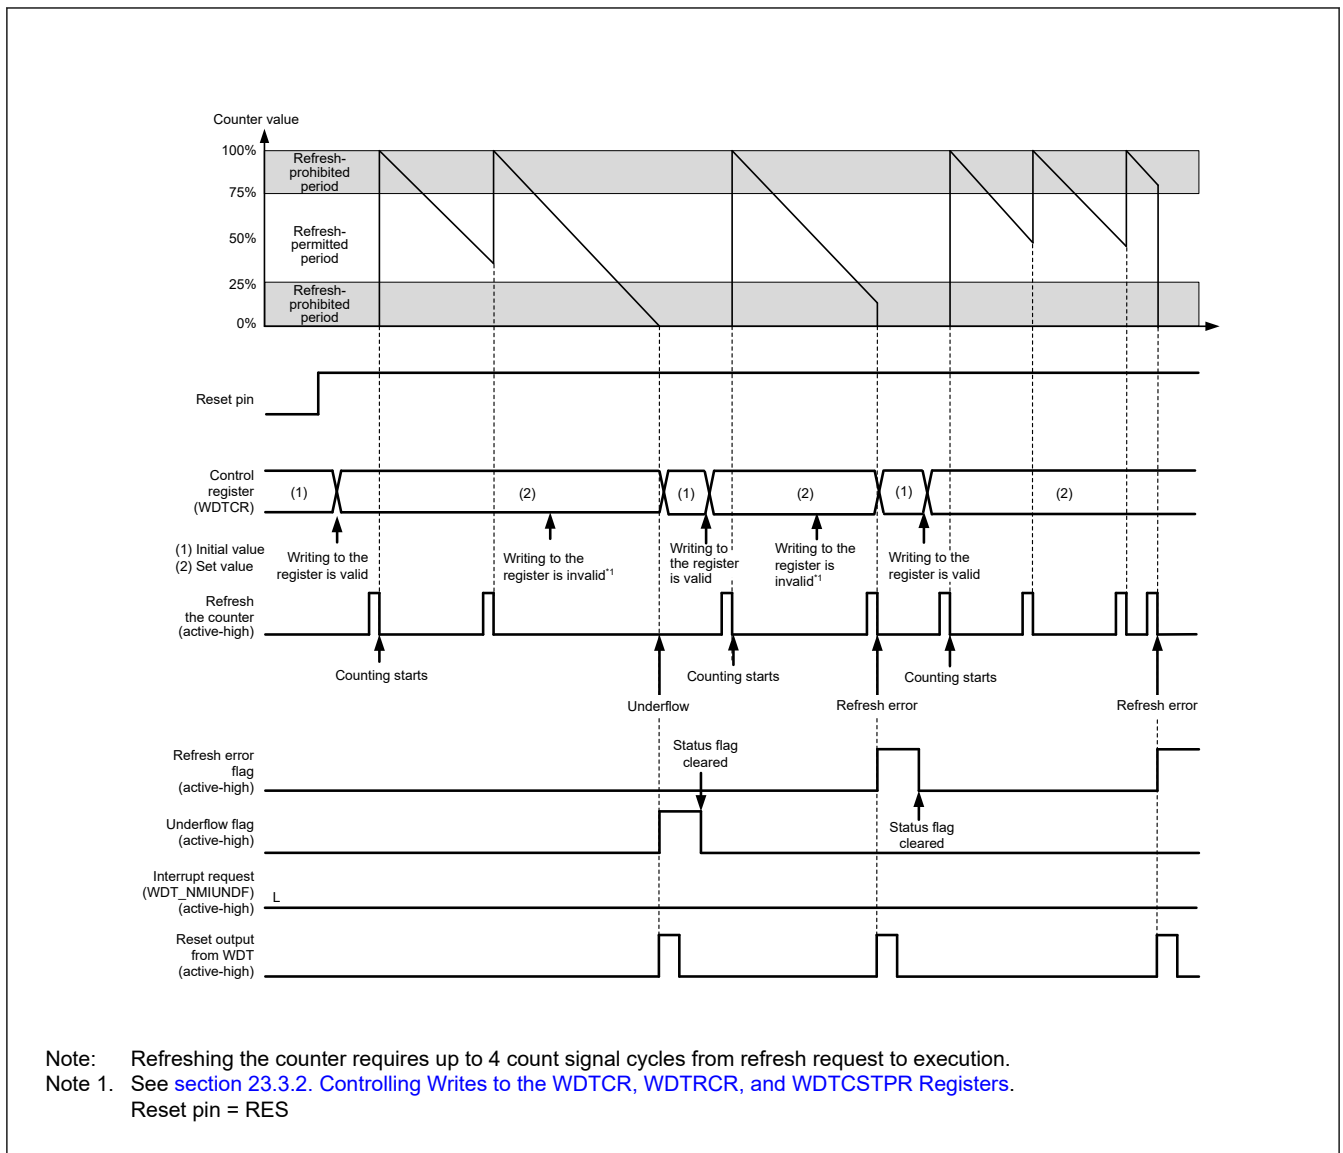 Counter value
100%
Refresh-
prohibited
period
75%
Refresh-
permitted
period
50%
25%
Refresh-
prohibited
period
0%
Reset pin
Control
register
(WDTCR)
(1)
(2)
(1)
(2)
(1)
(2)
(1) Initial value
(2) Set value
Writing to the
register is valid
Writing to the
register is invalid*1
Writing to
the register
is valid
Writing to the
register is
invalid*1
Writing to the
register is valid
Refresh
the counter
(active-high)
Counting starts
Counting starts
Counting starts
Underflow
Refresh error
Refresh error
Refresh error
flag
(active-high)
Status flag
cleared
Status flag
cleared
Underflow flag
(active-high)
Interrupt request
(WDT_NMIUNDF)
(active-high)
L
Reset output
from WDT
(active-high)
Note: Refreshing the counter requires up to 4 count signal cycles from refresh request to execution.
Note 1. See section 23.3.2. Controlling Writes to the WDTCR, WDTRCR, and WDTCSTPR Registers.
Reset pin = RES